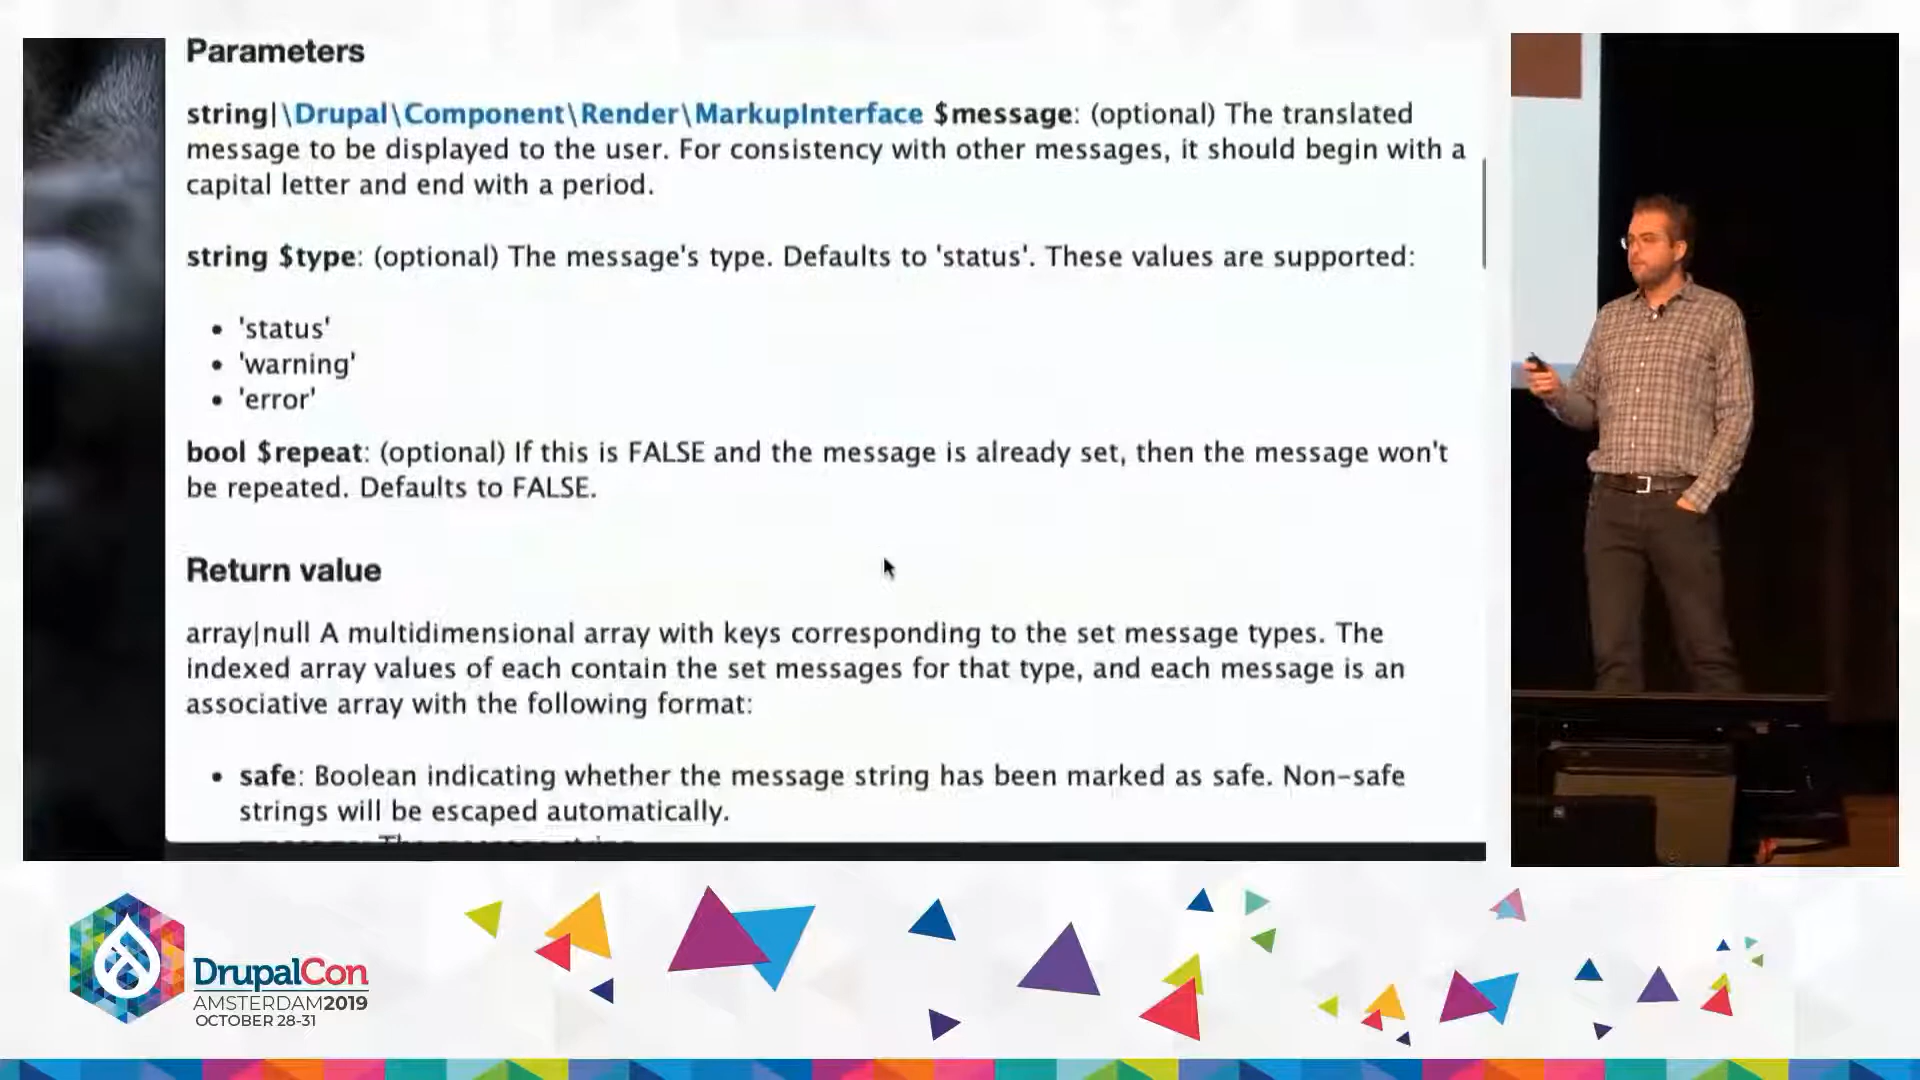 Parameters
string|\Drupal\Component\Render\MarkupInterface $message: (optional) The translated
message to be displayed to the user. For consistency with other messages, it should begin with a
capital letter and end with a period.
string $type: (optional) The message's type. Defaults to 'status'. These values are supported:
• 'status'
• 'warning'
• 'error'
bool $repeat: (optional) If this is FALSE and the message is already set, then the message won't
be repeated. Defaults to FALSE.
Return value
array|null A multidimensional array with keys corresponding to the set message types. The
indexed array values of each contain the set messages for that type, and each message is an
associative array with the following format:
• safe: Boolean indicating whether the message string has been marked as safe. Non-safe
strings will be escaped automatically.
DrupalCon
AMSTERDAM2019
OCTOBER 28-31